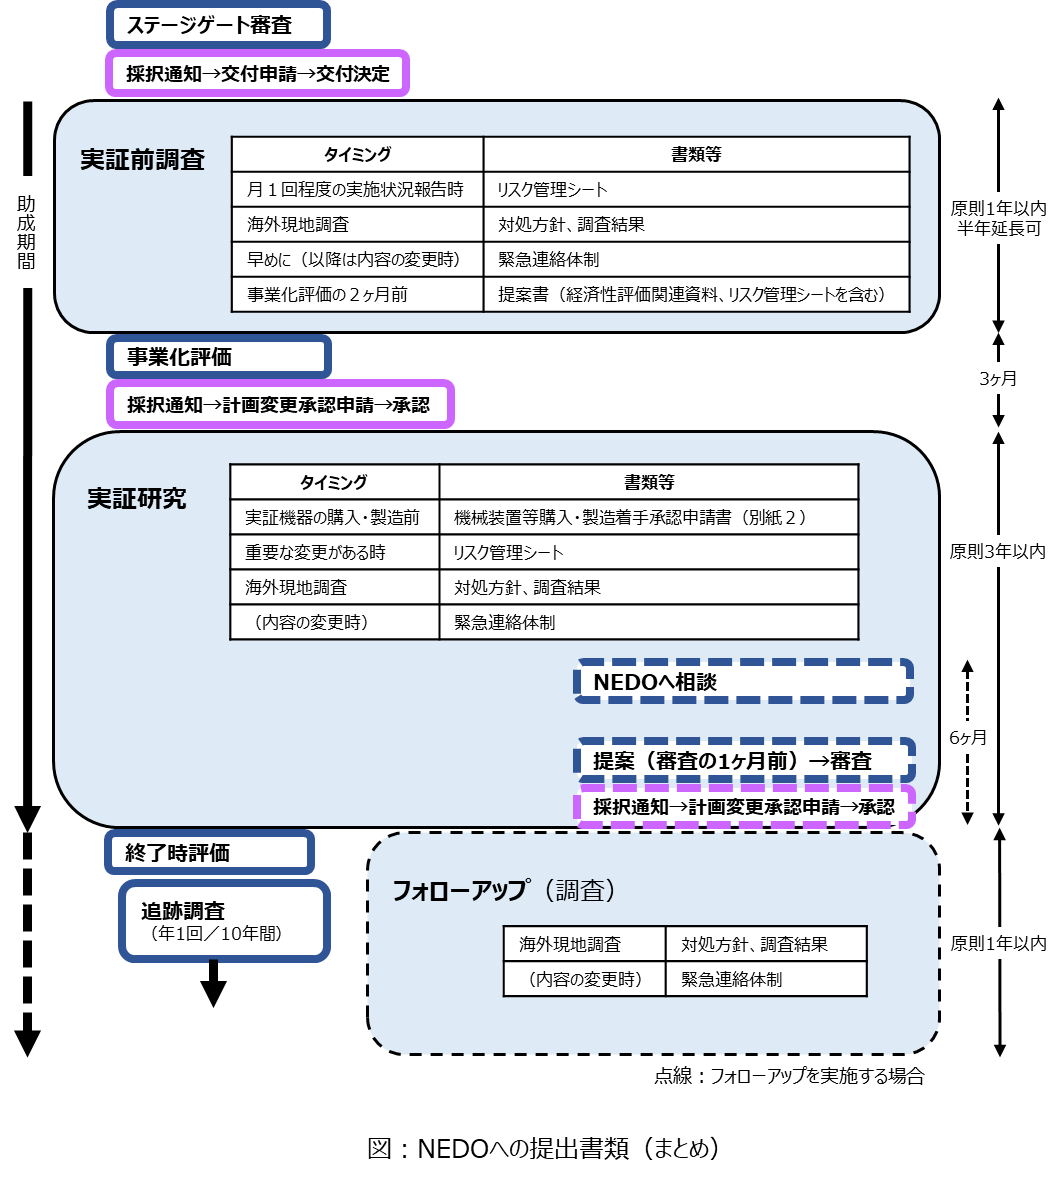 ステージゲート審査
採択通知→交付申請→交付決定
助成期間
実証前調査
タイミング 書類等
月1回程度の実施状況報告時 リスク管理シート
海外現地調査 対処方針、調査結果
早めに（以降は内容の変更時） 緊急連絡体制
事業化評価の２ヶ月前 提案書（経済性評価関連資料、リスク管理シートを含む）
原則1年以内
半年延長可
事業化評価
採択通知→計画変更承認申請→承認
3ヶ月
実証研究
タイミング 書類等
実証機器の購入・製造前 機械装置等購入・製造着手承認申請書（別紙２）
重要な変更がある時 リスク管理シート
海外現地調査 対処方針、調査結果
（内容の変更時） 緊急連絡体制
原則3年以内
NEDOへ相談
提案（審査の1ヶ月前）→審査
採択通知→計画変更承認申請→承認
6ヶ月
終了時評価
追跡調査
（年1回／10年間）
フォローアップ（調査）
海外現地調査 対処方針、調査結果
（内容の変更時） 緊急連絡体制
原則1年以内
点線：フォローアップを実施する場合
図：NEDOへの提出書類（まとめ）